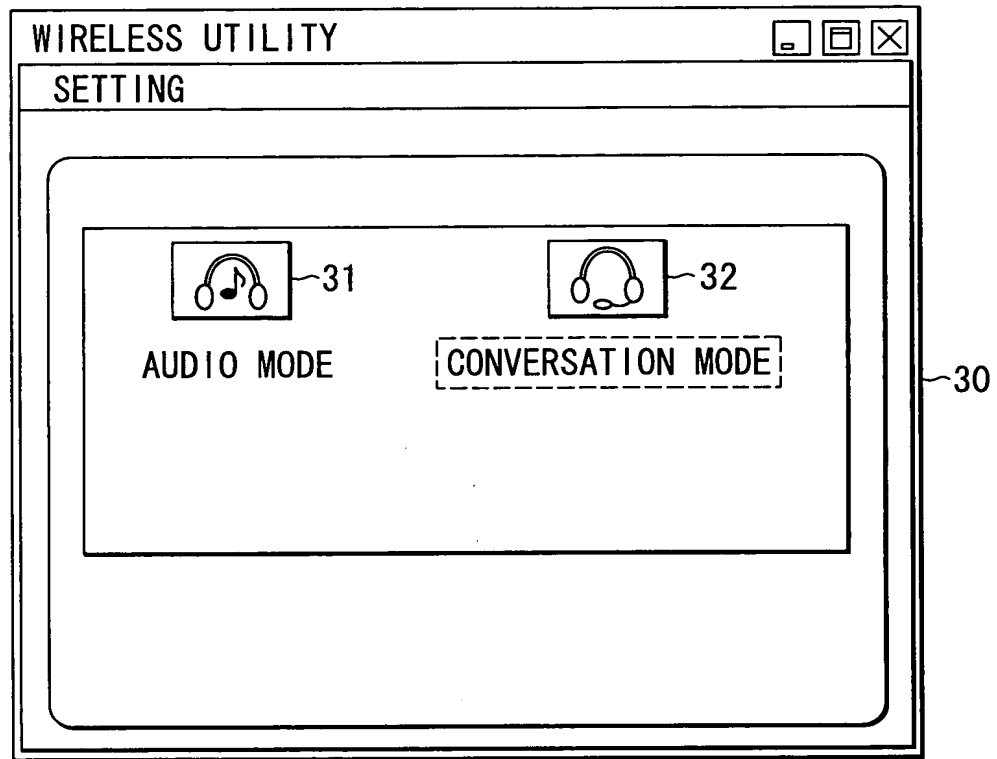 WIRELESS UTILITY
SETTING
31
32
AUDIO MODE
CONVERSATION MODE
30